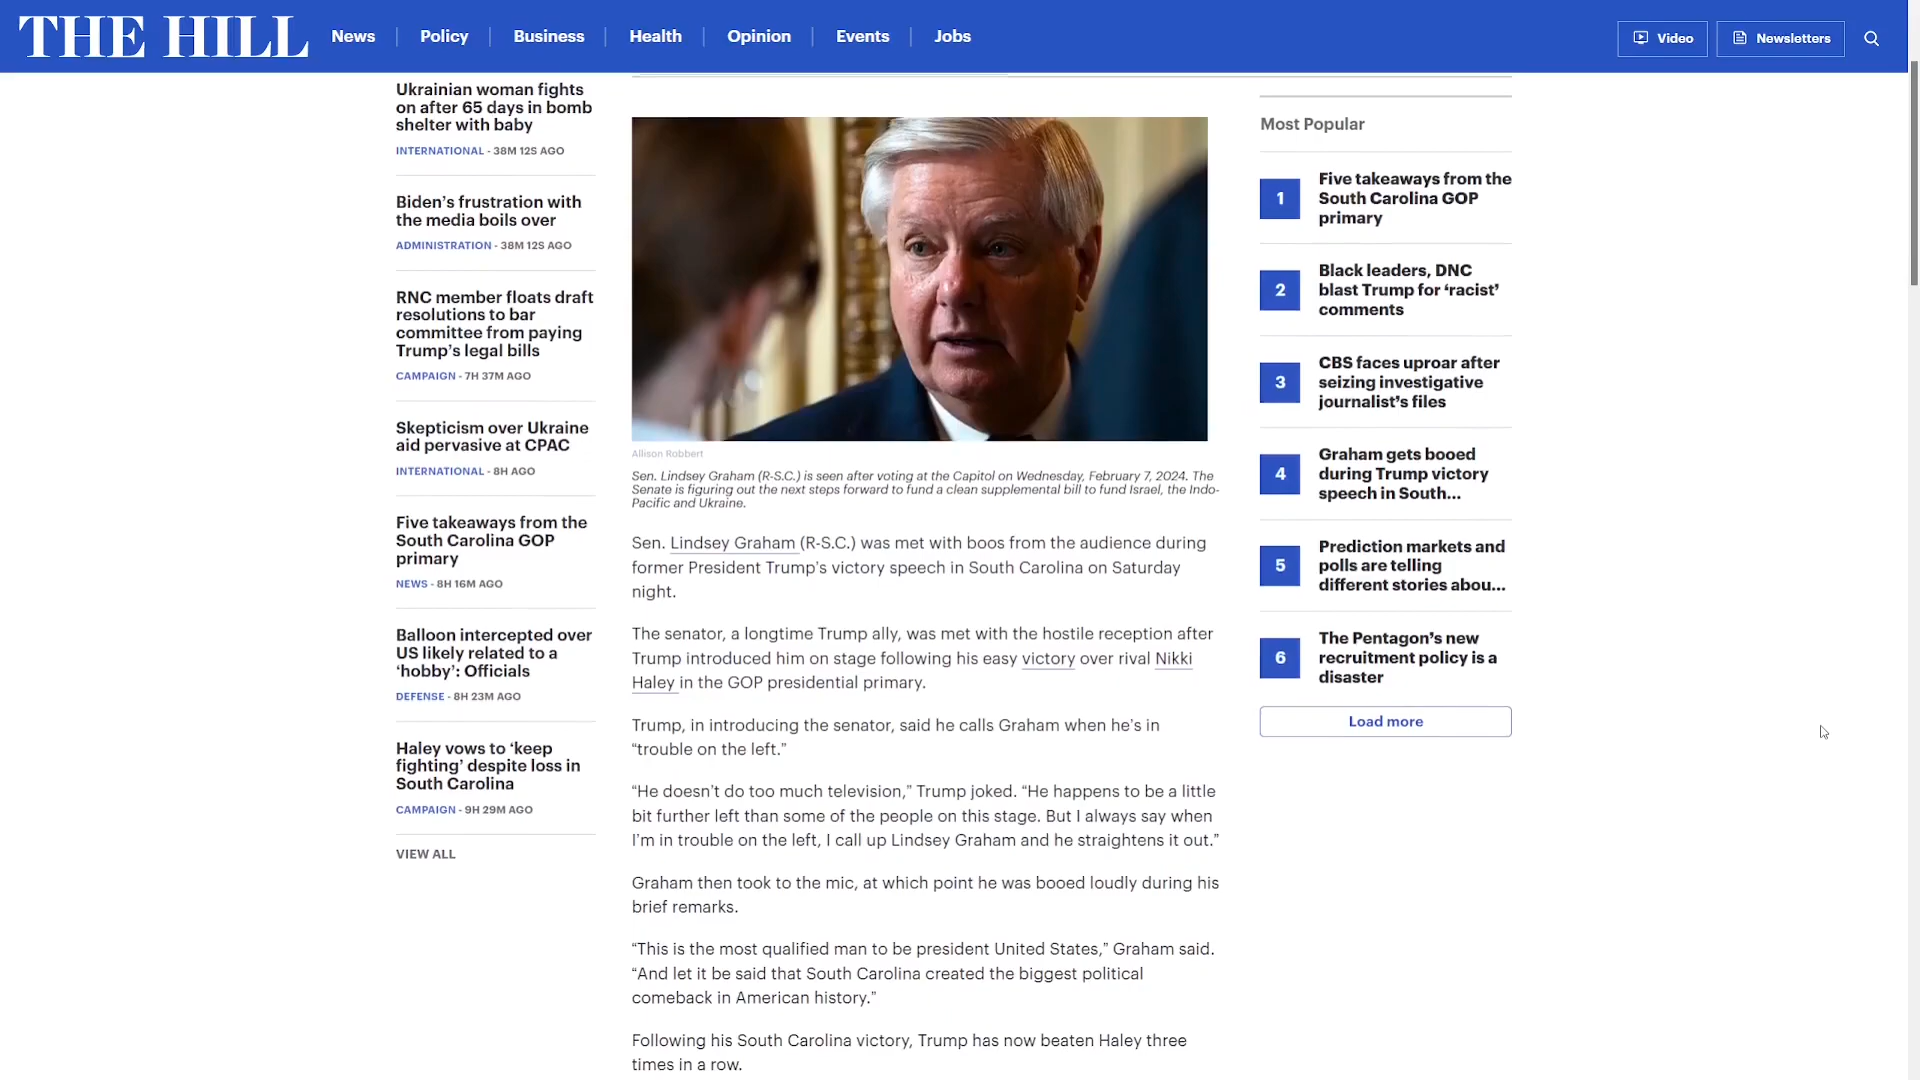 THE HILL
News
Policy
Business
Health
Opinion
Events
Jobs
Video
Newsletters
Ukrainian woman fights
on after 65 days in bomb
shelter with baby
INTERNATIONAL - 38M 12S AGO
Biden’s frustration with
the media boils over
ADMINISTRATION - 38M 12S AGO
RNC member floats draft
resolutions to bar
committee from paying
Trump’s legal bills
CAMPAIGN - 7H 37M AGO
Skepticism over Ukraine
aid pervasive at CPAC
INTERNATIONAL - 8H AGO
Five takeaways from the
South Carolina GOP
primary
NEWS - 8H 16M AGO
Balloon intercepted over
US likely related to a
‘hobby’: Officials
DEFENSE - 8H 23M AGO
Haley vows to ‘keep
fighting’ despite loss in
South Carolina
CAMPAIGN - 9H 29M AGO
VIEW ALL
Allison Robbert
Sen. Lindsey Graham (R-S.C.) is seen after voting at the Capitol on Wednesday, February 7, 2024. The
Senate is figuring out the next steps forward to fund a clean supplemental bill to fund Israel, the Indo-
Pacific and Ukraine.
Sen. Lindsey Graham (R-S.C.) was met with boos from the audience during
former President Trump’s victory speech in South Carolina on Saturday
night.
The senator, a longtime Trump ally, was met with the hostile reception after
Trump introduced him on stage following his easy victory over rival Nikki
Haley in the GOP presidential primary.
Trump, in introducing the senator, said he calls Graham when he’s in
“trouble on the left.”
“He doesn’t do too much television,” Trump joked. “He happens to be a little
bit further left than some of the people on this stage. But I always say when
I’m in trouble on the left, I call up Lindsey Graham and he straightens it out.”
Graham then took to the mic, at which point he was booed loudly during his
brief remarks.
“This is the most qualified man to be president United States,” Graham said.
“And let it be said that South Carolina created the biggest political
comeback in American history.”
Following his South Carolina victory, Trump has now beaten Haley three
times in a row.
Most Popular
1
Five takeaways from the
South Carolina GOP
primary
2
Black leaders, DNC
blast Trump for ‘racist’
comments
3
CBS faces uproar after
seizing investigative
journalist’s files
4
Graham gets booed
during Trump victory
speech in South...
5
Prediction markets and
polls are telling
different stories abou...
6
The Pentagon’s new
recruitment policy is a
disaster
Load more